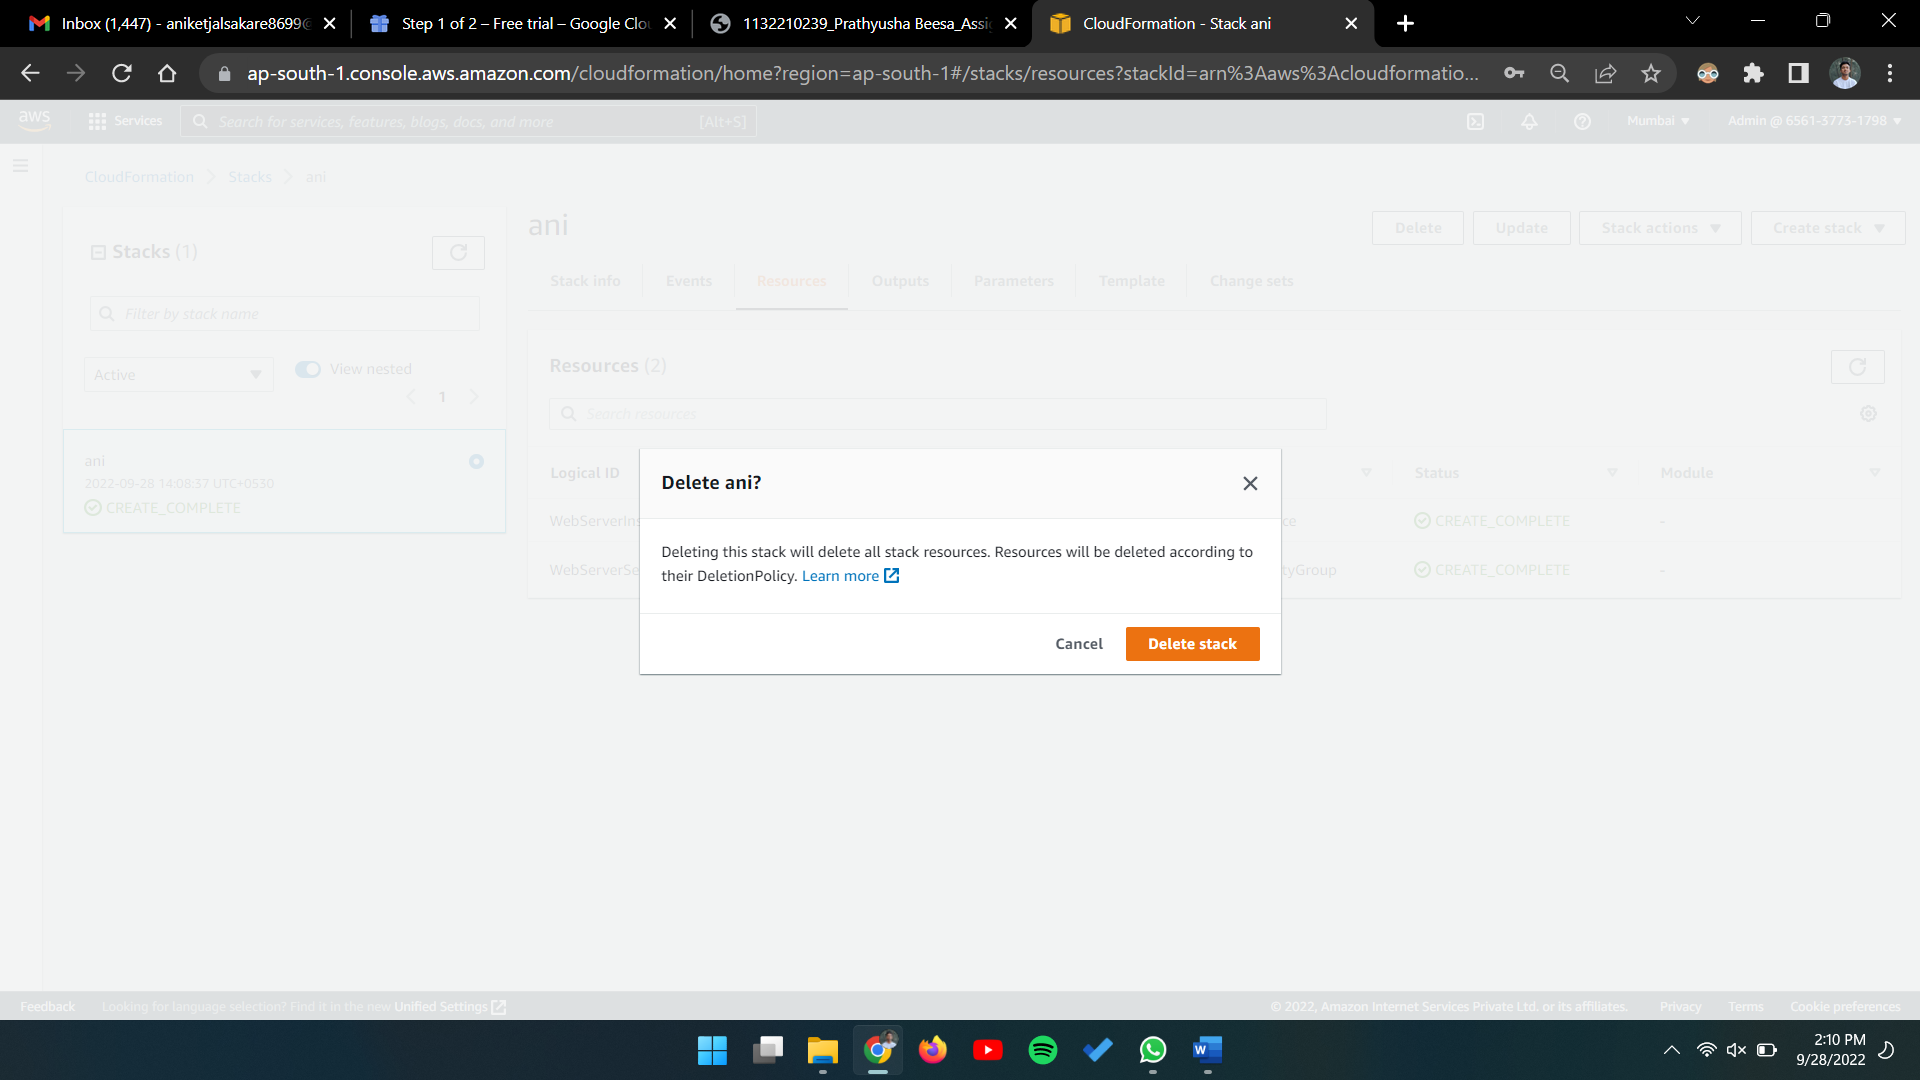 Inbox (1,447) - aniketjalsakare8699@
Step 1 of 2 – Free trial – Google Clo
1132210239_Prathyusha Beesa_Assi
CloudFormation - Stack ani
ap-south-1.console.aws.amazon.com/cloudformation/home?region=ap-south-1#/stacks/resources?stackId=arn%3Aaws%3Acloudformatio...
aws
Services
Search for services, features, blogs, docs, and more
[Alt+S]
Mumbai
Admin @ 6561-3773-1798
CloudFormation
Stacks
ani
Stacks (1)
Filter by stack name
Active
View nested
1
ani
2022-09-28 14:08:37 UTC+0530
CREATE_COMPLETE
ani
Delete
Update
Stack actions
Create stack
Stack info
Events
Resources
Outputs
Parameters
Template
Change sets
Resources (2)
Search resources
Logical ID
Status
Module
WebServerIns
ce
CREATE_COMPLETE
-
WebServerSe
tyGroup
CREATE_COMPLETE
-
Delete ani?
Deleting this stack will delete all stack resources. Resources will be deleted according to
their DeletionPolicy. Learn more
Cancel
Delete stack
Feedback
Looking for language selection? Find it in the new Unified Settings
© 2022, Amazon Internet Services Private Ltd. or its affiliates.
Privacy
Terms
Cookie preferences
2:10 PM
9/28/2022